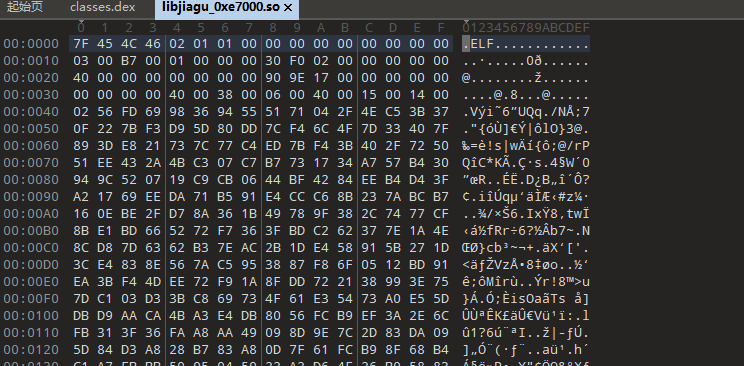 起始页 classes.dex libjiagu_0xe7000.so ×
0 1 2 3 4 5 6 7 8 9 A B C D E F 0123456789ABCDEF
00:0000 7F 45 4C 46 02 01 01 00 00 00 00 00 00 00 00 00 .ELF............
00:0010 03 00 B7 00 01 00 00 00 30 F0 02 00 00 00 00 00 ..·.....0ð......
00:0020 40 00 00 00 00 00 00 00 90 9E 17 00 00 00 00 00 @........ž......
00:0030 00 00 00 00 40 00 38 00 06 00 40 00 15 00 14 00 ....@.8...@.....
00:0040 02 56 FD 69 98 36 94 55 51 71 04 2F 4E C5 3B 37 .Výi˜6”UQq./NÅ;7
00:0050 0F 22 7B F3 D9 5D 80 DD 7C F4 6C 4F 7D 33 40 7F ."{óÙ]€Ý|ôlO}3@.
00:0060 89 3D E8 21 73 7C 77 C4 ED 7B F4 3B 40 2F 72 50 ‰=è!s|wÄí{ô;@/rP
00:0070 51 EE 43 2A 4B C3 07 C7 B7 73 17 34 A7 57 B4 30 QîC*KÃ.Ç·s.4§W´0
00:0080 94 9C 52 07 19 C9 CB 06 44 BF 42 84 EE B4 D4 3F ”œR..ÉË.D¿B„î´Ô?
00:0090 A2 17 69 EE DA 71 B5 91 E4 CC C6 8B 23 7A BC B7 ¢.iîÚqµ‘äÌÆ‹#z¼·
00:00A0 16 0E BE 2F D7 8A 36 1B 49 78 9F 38 2C 74 77 CF ..¾/×Š6.IxŸ8,twÏ
00:00B0 8B E1 BD 66 52 72 F7 36 3F BD C2 62 37 7E 1A 4E ‹á½fRr÷6?½Âb7~.N
00:00C0 8C D8 7D 63 62 B3 7E AC 2B 1D E4 58 91 5B 27 1D ŒØ}cb³~¬+.äX‘['.
00:00D0 3C E4 83 8E 56 7A C5 95 38 87 F8 6F 05 12 BD 91 <äƒŽVzÅ•8‡øo..½‘
00:00E0 EA 3B F4 4D EE 72 F9 1A 8F DD 72 21 38 99 3E 75 ê;ôMîrù..Ýr!8™>u
00:00F0 7D C1 03 D3 3B C8 69 73 4F 61 E3 54 73 A0 E5 5D }Á.Ó;ÈisOaãTs å]
00:0100 DB D9 AA CA 4B A3 E4 DB 80 56 FC B9 EF 3A 2E 6C ÛÙªÊK£äÛ€Vü¹ï:.l
00:0110 FB 31 3F 36 FA A8 AA 49 09 8D 9E 7C 2D 83 DA 09 û1?6ú¨ªI..ž|-ƒÚ.
00:0120 5D 84 D3 A8 28 B7 83 A8 0D 7F 61 FC B9 8F 68 B4 ]„Ó¨(·ƒ¨..aü¹.h´